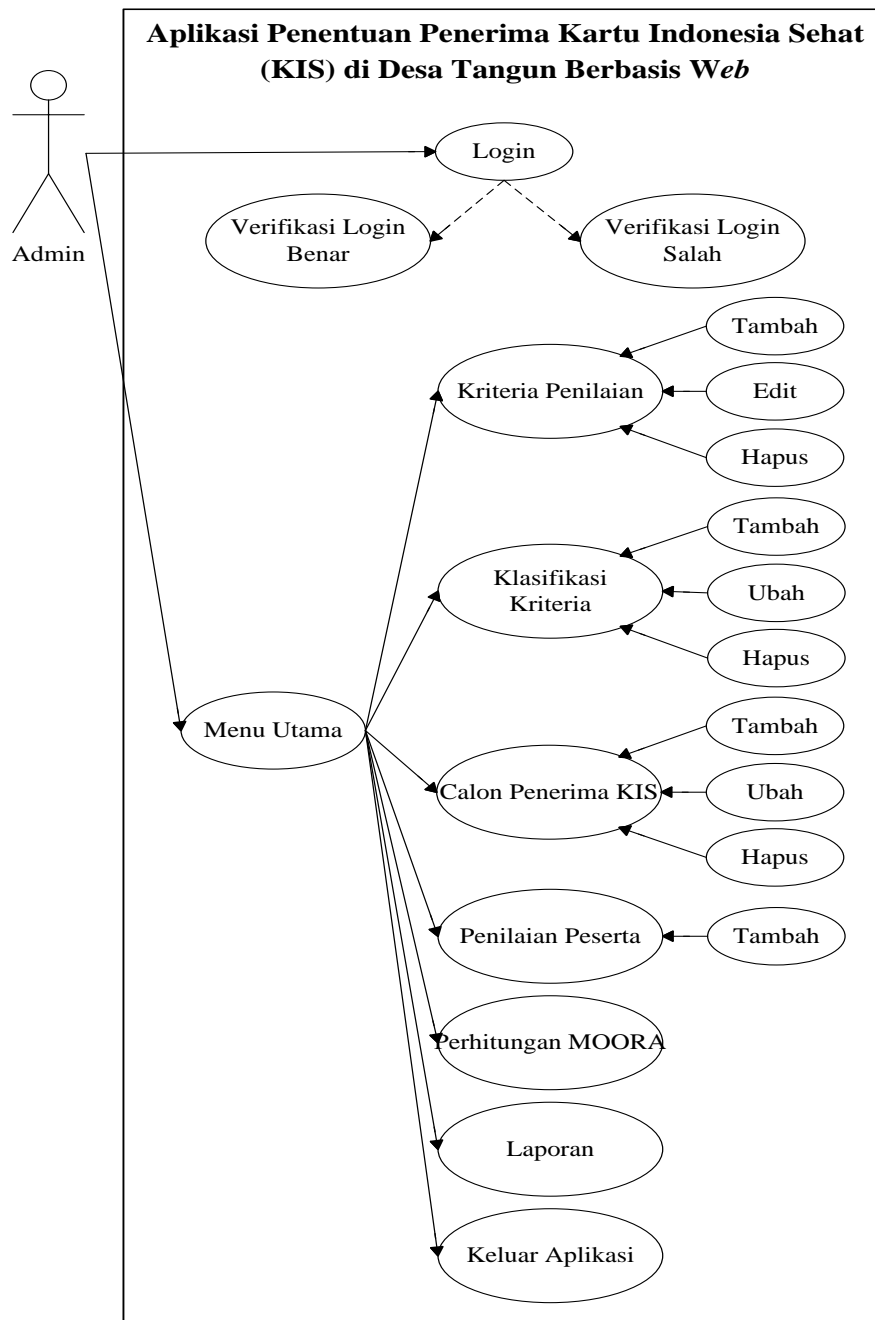 Aplikasi Penentuan Penerima Kartu Indonesia Sehat
(KIS) di Desa Tangun Berbasis Web
Admin
Login
Verifikasi Login
Benar
Verifikasi Login
Salah
Kriteria Penilaian
Tambah
Edit
Hapus
Klasifikasi
Kriteria
Tambah
Ubah
Hapus
Menu Utama
Calon Penerima KIS
Tambah
Ubah
Hapus
Penilaian Peserta
Tambah
Perhitungan MOORA
Laporan
Keluar Aplikasi